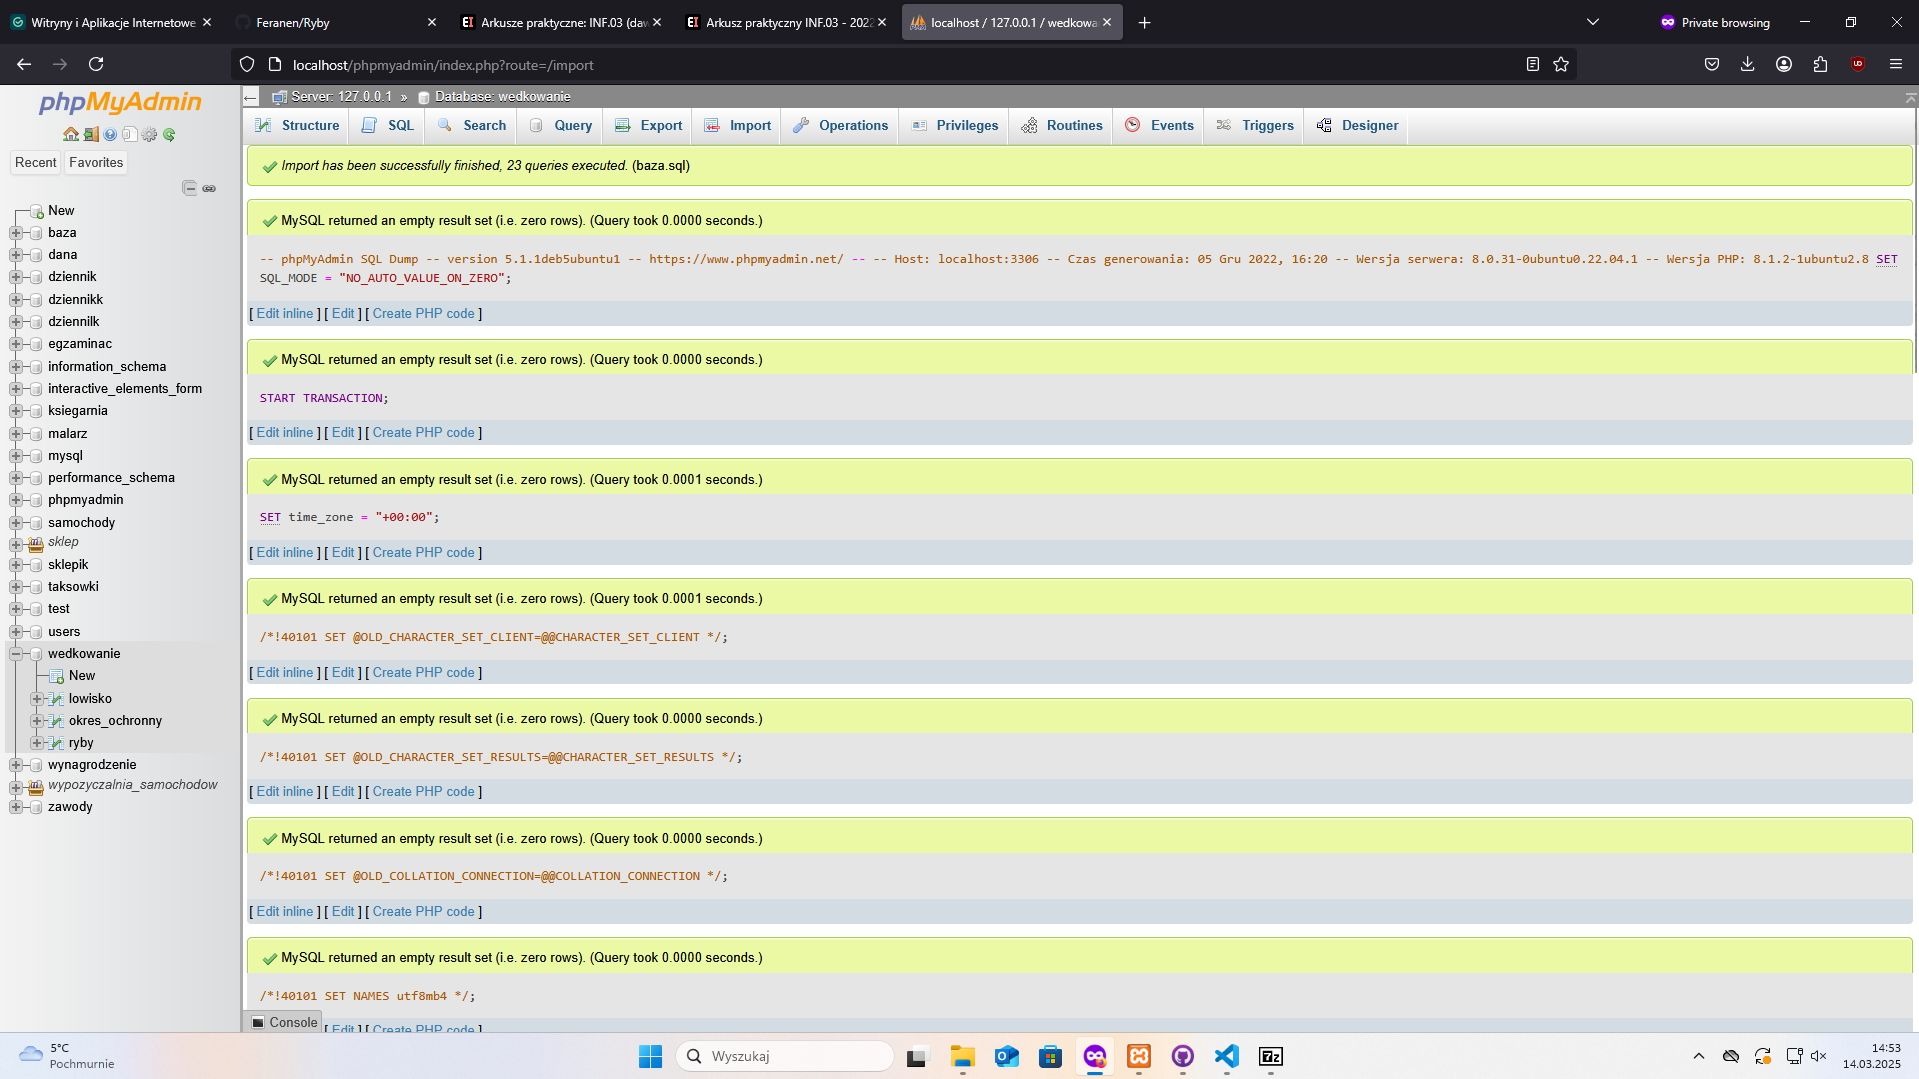 Witryny i Aplikacje Internetowe
Feranen/Ryby
Arkusze praktyczne: INF.03 (daw
Arkusz praktyczny INF.03 - 2022
localhost / 127.0.0.1 / wedkowa
Private browsing
localhost/phpmyadmin/index.php?route=/import
phpMyAdmin
Recent
Favorites
New
baza
dana
dziennik
dziennikk
dziennilk
egzaminac
information_schema
interactive_elements_form
ksiegarnia
malarz
mysql
performance_schema
phpmyadmin
samochody
sklep
sklepik
taksowki
test
users
wedkowanie
New
lowisko
okres_ochronny
ryby
wynagrodzenie
wypozyczalnia_samochodow
zawody
Server: 127.0.0.1 » Database: wedkowanie
Structure SQL Search Query Export Import Operations Privileges Routines Events Triggers Designer
Import has been successfully finished, 23 queries executed. (baza.sql)
MySQL returned an empty result set (i.e. zero rows). (Query took 0.0000 seconds.)
-- phpMyAdmin SQL Dump -- version 5.1.1deb5ubuntu1 -- https://www.phpmyadmin.net/ -- -- Host: localhost:3306 -- Czas generowania: 05 Gru 2022, 16:20 -- Wersja serwera: 8.0.31-0ubuntu0.22.04.1 -- Wersja PHP: 8.1.2-1ubuntu2.8 SET
SQL_MODE = "NO_AUTO_VALUE_ON_ZERO";
[ Edit inline ] [ Edit ] [ Create PHP code ]
MySQL returned an empty result set (i.e. zero rows). (Query took 0.0000 seconds.)
START TRANSACTION;
[ Edit inline ] [ Edit ] [ Create PHP code ]
MySQL returned an empty result set (i.e. zero rows). (Query took 0.0001 seconds.)
SET time_zone = "+00:00";
[ Edit inline ] [ Edit ] [ Create PHP code ]
MySQL returned an empty result set (i.e. zero rows). (Query took 0.0001 seconds.)
/*!40101 SET @OLD_CHARACTER_SET_CLIENT=@@CHARACTER_SET_CLIENT */;
[ Edit inline ] [ Edit ] [ Create PHP code ]
MySQL returned an empty result set (i.e. zero rows). (Query took 0.0000 seconds.)
/*!40101 SET @OLD_CHARACTER_SET_RESULTS=@@CHARACTER_SET_RESULTS */;
[ Edit inline ] [ Edit ] [ Create PHP code ]
MySQL returned an empty result set (i.e. zero rows). (Query took 0.0000 seconds.)
/*!40101 SET @OLD_COLLATION_CONNECTION=@@COLLATION_CONNECTION */;
[ Edit inline ] [ Edit ] [ Create PHP code ]
MySQL returned an empty result set (i.e. zero rows). (Query took 0.0000 seconds.)
/*!40101 SET NAMES utf8mb4 */;
Console
[ Edit ] [ Create PHP code ]
5°C
Pochmurnie
Wyszukaj
7z
14:53
14.03.2025